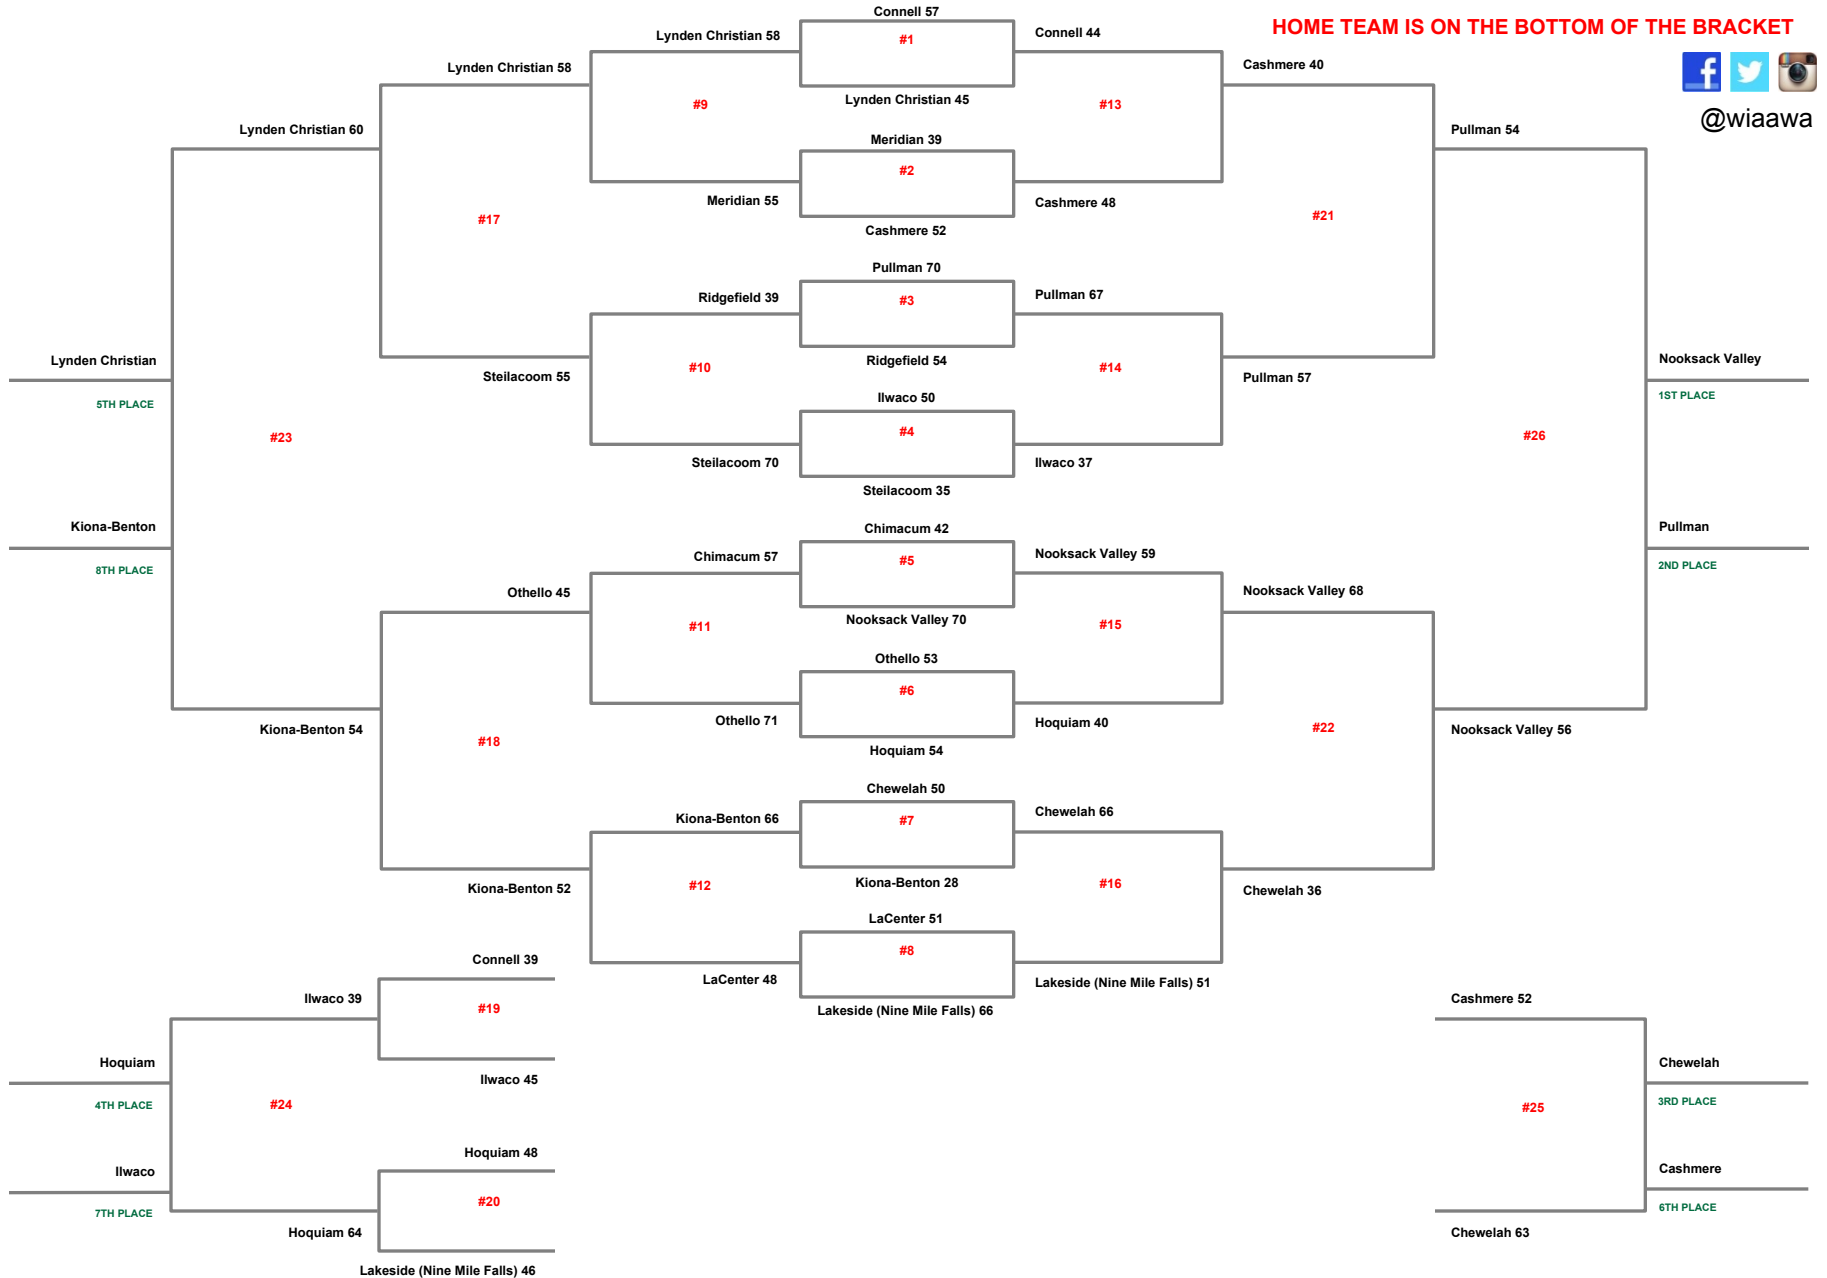 Connell 57
HOME TEAM IS ON THE BOTTOM OF THE BRACKET
Lynden Christian 58
#1
Connell 44
Lynden Christian 58
Cashmere 40
#9
Lynden Christian 45
#13
@wiaawa
Lynden Christian 60
Meridian 39
Pullman 54
#2
Meridian 55
Cashmere 48
#17
Cashmere 52
#21
Pullman 70
Ridgefield 39
#3
Pullman 67
Lynden Christian
Steilacoom 55
#10
Ridgefield 54
#14
Pullman 57
Nooksack Valley
5TH PLACE
Ilwaco 50
1ST PLACE
#23
#4
#26
Steilacoom 70
Ilwaco 37
Steilacoom 35
Kiona-Benton
Chimacum 42
Pullman
8TH PLACE
Chimacum 57
#5
Nooksack Valley 59
2ND PLACE
Othello 45
Nooksack Valley 68
#11
Nooksack Valley 70
#15
Othello 53
#6
Kiona-Benton 54
#18
Othello 71
Hoquiam 40
#22
Nooksack Valley 56
Hoquiam 54
Chewelah 50
Kiona-Benton 66
#7
Chewelah 66
Kiona-Benton 52
#12
Kiona-Benton 28
#16
Chewelah 36
LaCenter 51
Connell 39
#8
LaCenter 48
Lakeside (Nine Mile Falls) 51
Ilwaco 39
#19
Lakeside (Nine Mile Falls) 66
Cashmere 52
Hoquiam
Ilwaco 45
Chewelah
4TH PLACE
#24
#25
3RD PLACE
Hoquiam 48
Ilwaco
Cashmere
7TH PLACE
#20
6TH PLACE
Hoquiam 64
Chewelah 63
Lakeside (Nine Mile Falls) 46